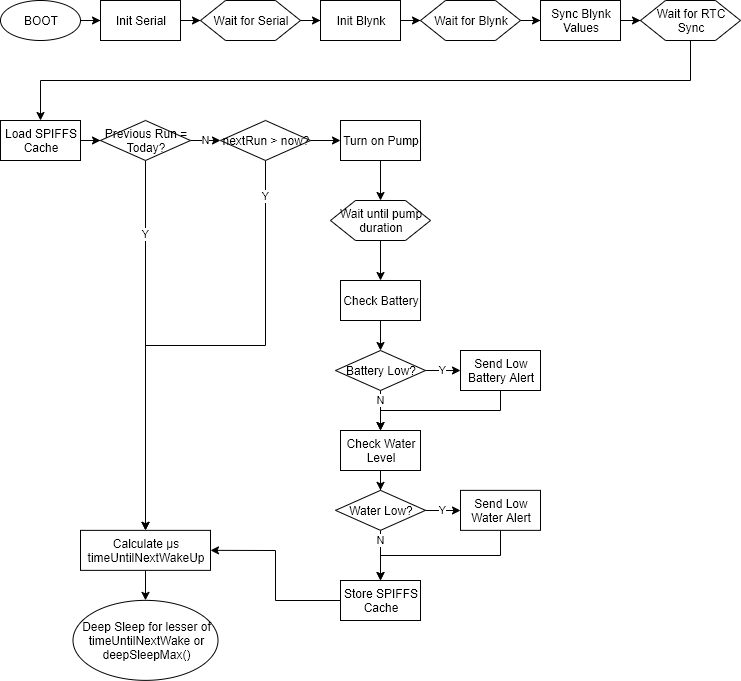 BOOT
Init Serial
Wait for Serial
Init Blynk
Wait for Blynk
Sync Blynk
Values
Wait for RTC
Sync
Load SPIFFS
Cache
Previous Run =
Today?
N
nextRun > now?
Turn on Pump
Y
Y
Wait until pump
duration
Check Battery
Battery Low?
Y
Send Low
Battery Alert
N
Check Water
Level
Water Low?
Y
Send Low
Water Alert
N
Calculate µs
timeUntilNextWakeUp
Store SPIFFS
Cache
Deep Sleep for lesser of
timeUntilNextWake or
deepSleepMax()